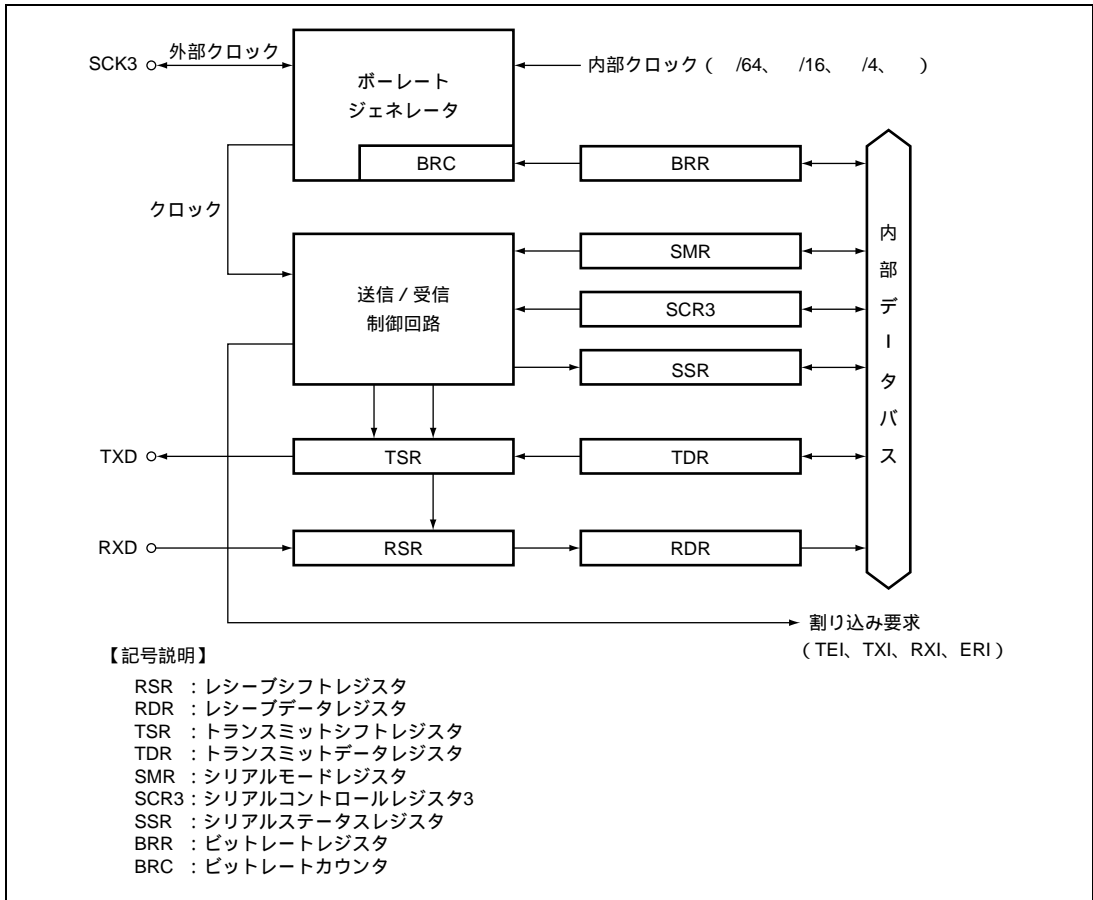 SCK3
外部クロック
ボーレート
ジェネレータ
内部クロック（ /64、 /16、 /4、 ）
BRC
BRR
クロック
内部データバス
送信 / 受信
制御回路
SMR
SCR3
SSR
TXD
TSR
TDR
RXD
RSR
RDR
割り込み要求
（TEI、TXI、RXI、ERI）
【記号説明】
RSR ：レシーブシフトレジスタ
RDR ：レシーブデータレジスタ
TSR ：トランスミットシフトレジスタ
TDR ：トランスミットデータレジスタ
SMR ：シリアルモードレジスタ
SCR3：シリアルコントロールレジスタ3
SSR ：シリアルステータスレジスタ
BRR ：ビットレートレジスタ
BRC ：ビットレートカウンタ